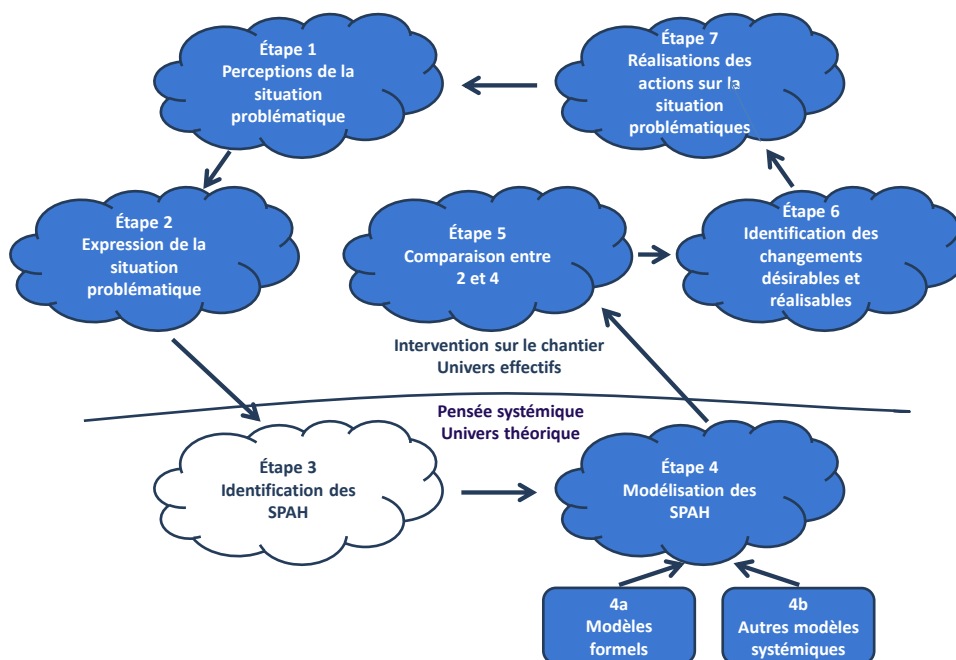 Étape 1
Perceptions de la
situation
problématique
Étape 7
Réalisations des
actions sur la
situation
problématiques
Étape 2
Expression de la
situation
problématique
Étape 5
Comparaison entre
2 et 4
Étape 6
Identification des
changements
désirables et
réalisables
Intervention sur le chantier
Univers effectifs
Pensée systémique
Univers théorique
Étape 3
Identification des
SPAH
Étape 4
Modélisation des
SPAH
4a
Modèles
formels
4b
Autres modèles
systémiques